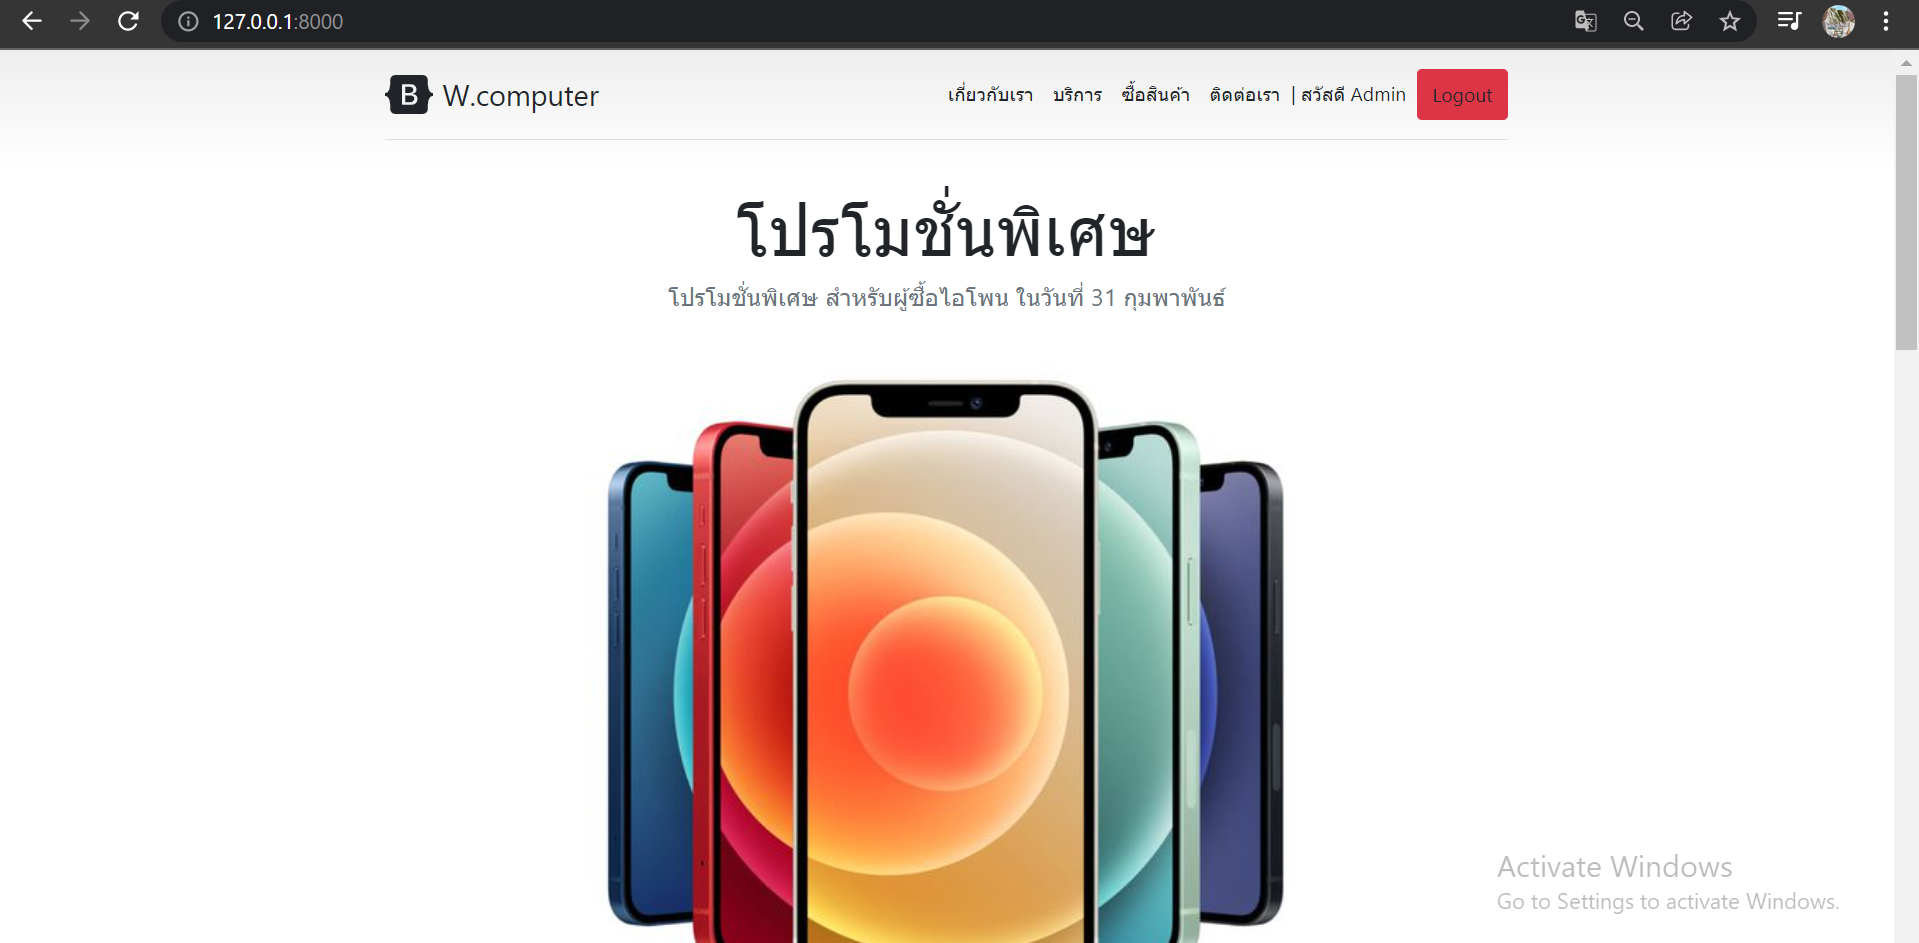 127.0.0.1:8000
B W.computer
เกี่ยวกับเรา บริการ ซื้อสินค้า ติดต่อเรา | สวัสดี Admin Logout
โปรโมชั่นพิเศษ
โปรโมชั่นพิเศษ สำหรับผู้ซื้อไอโฟน ในวันที่ 31 กุมพาพันธ์
Activate Windows
Go to Settings to activate Windows.